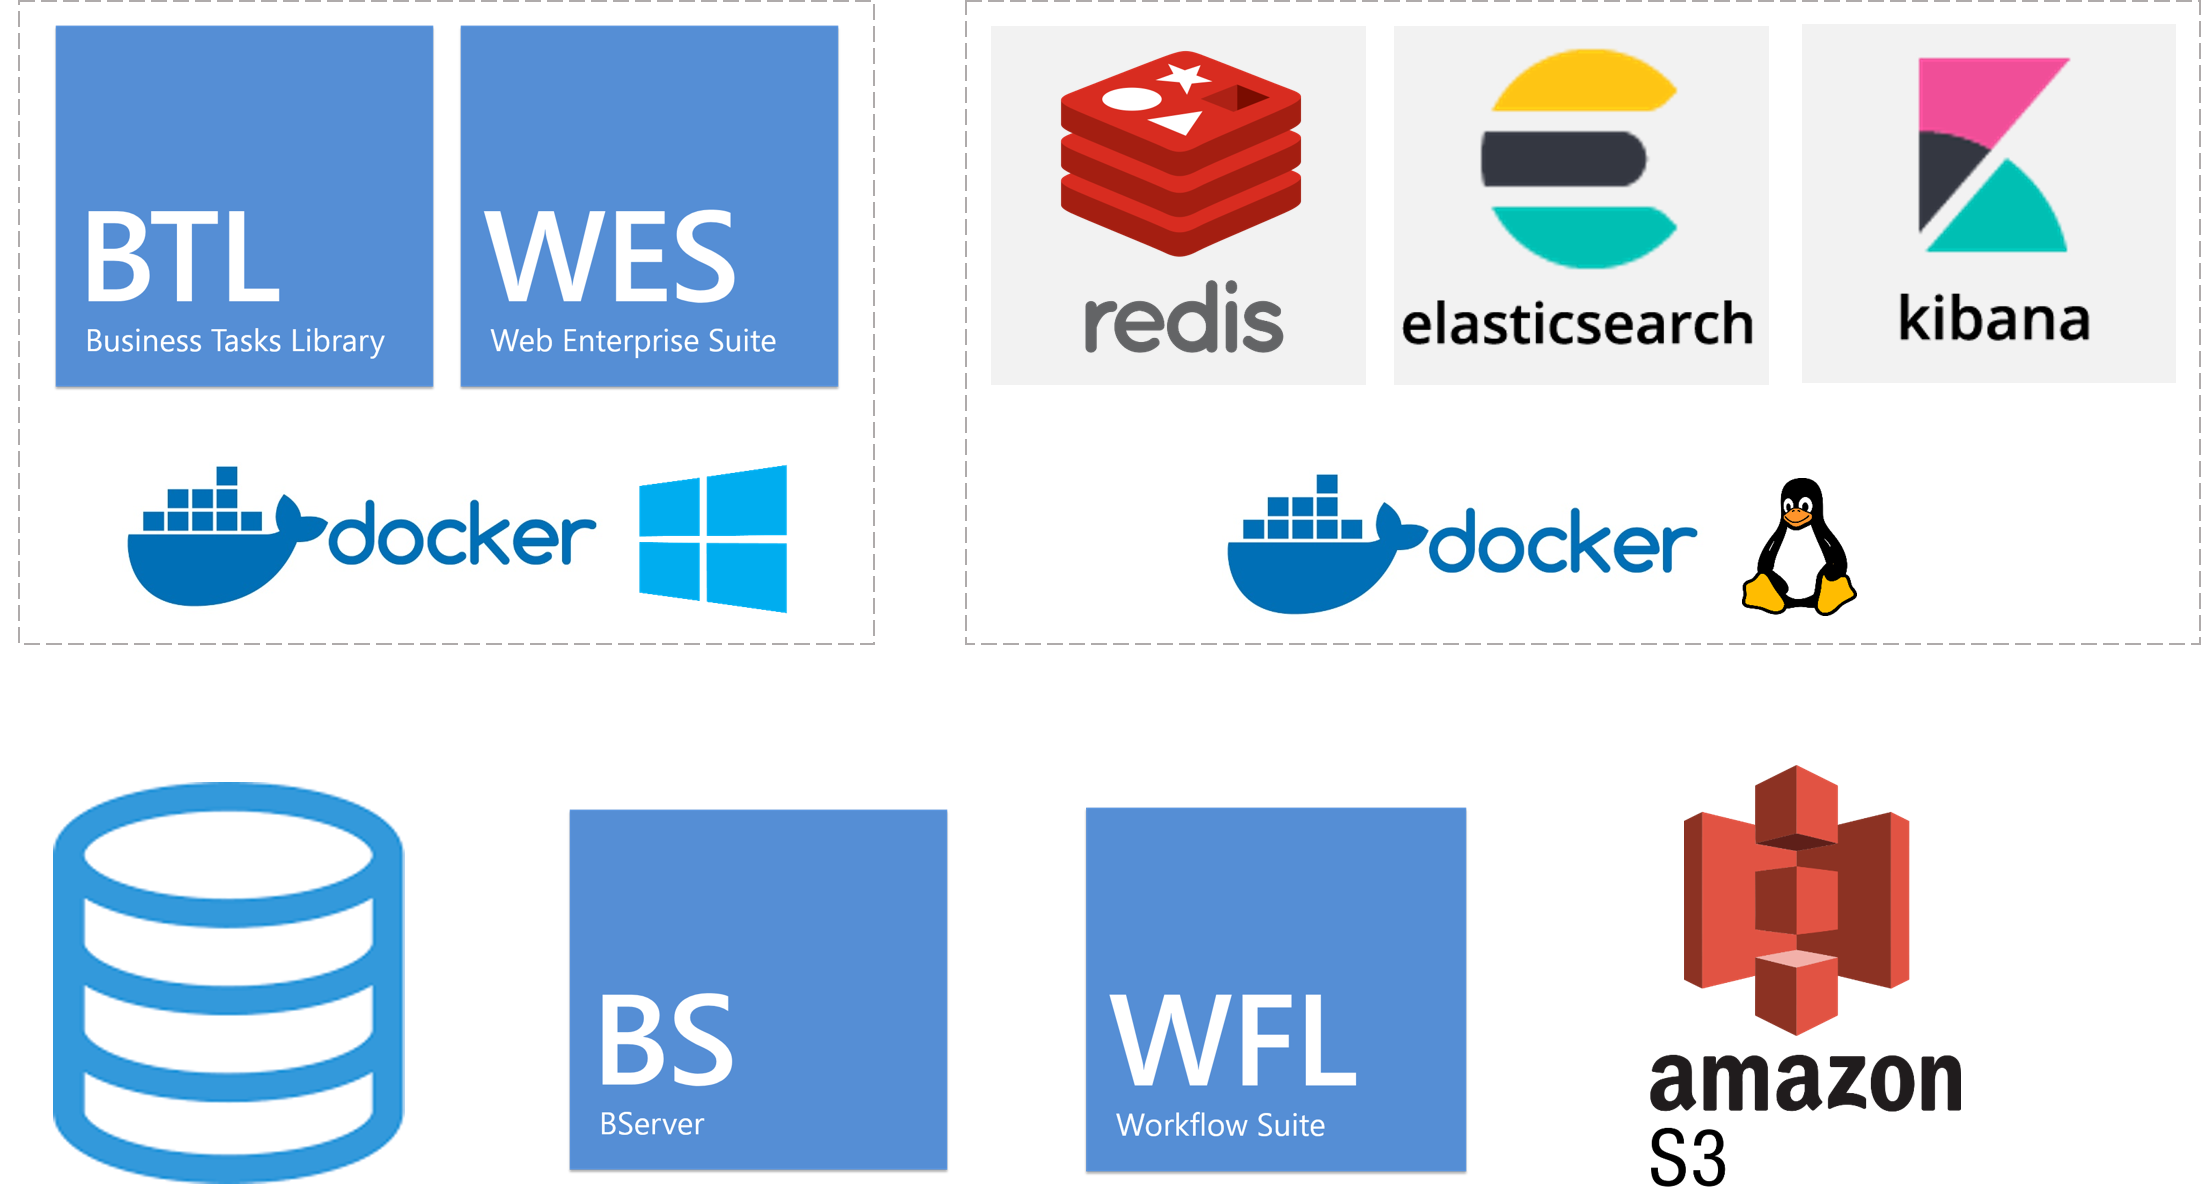 BTL
Business Tasks Library
WES
Web Enterprise Suite
redis
elasticsearch
kibana
docker
docker
BS
BServer
WFL
Workflow Suite
amazon
S3